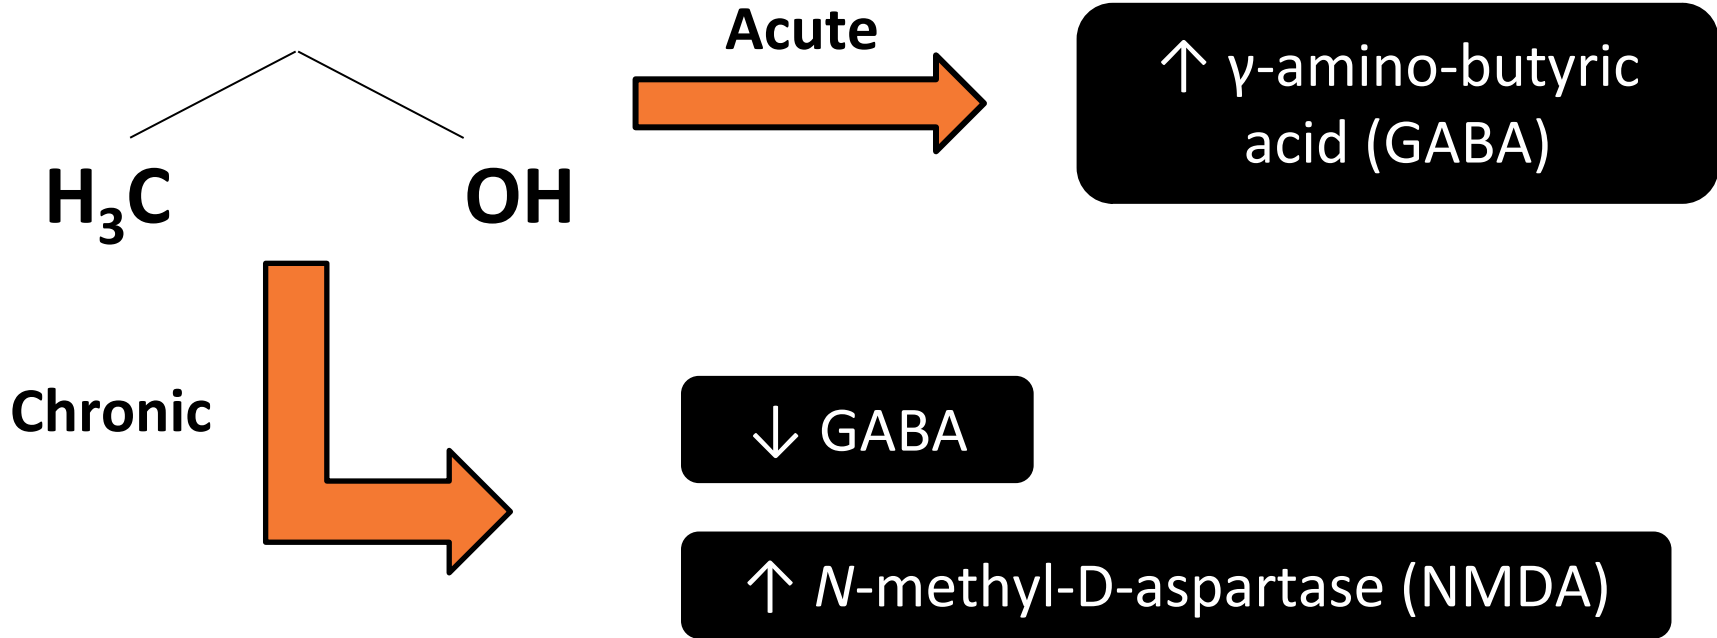 Acute
↑ γ-amino-butyric
acid (GABA)
H₃C
OH
Chronic
↓ GABA
↑ N-methyl-D-aspartase (NMDA)